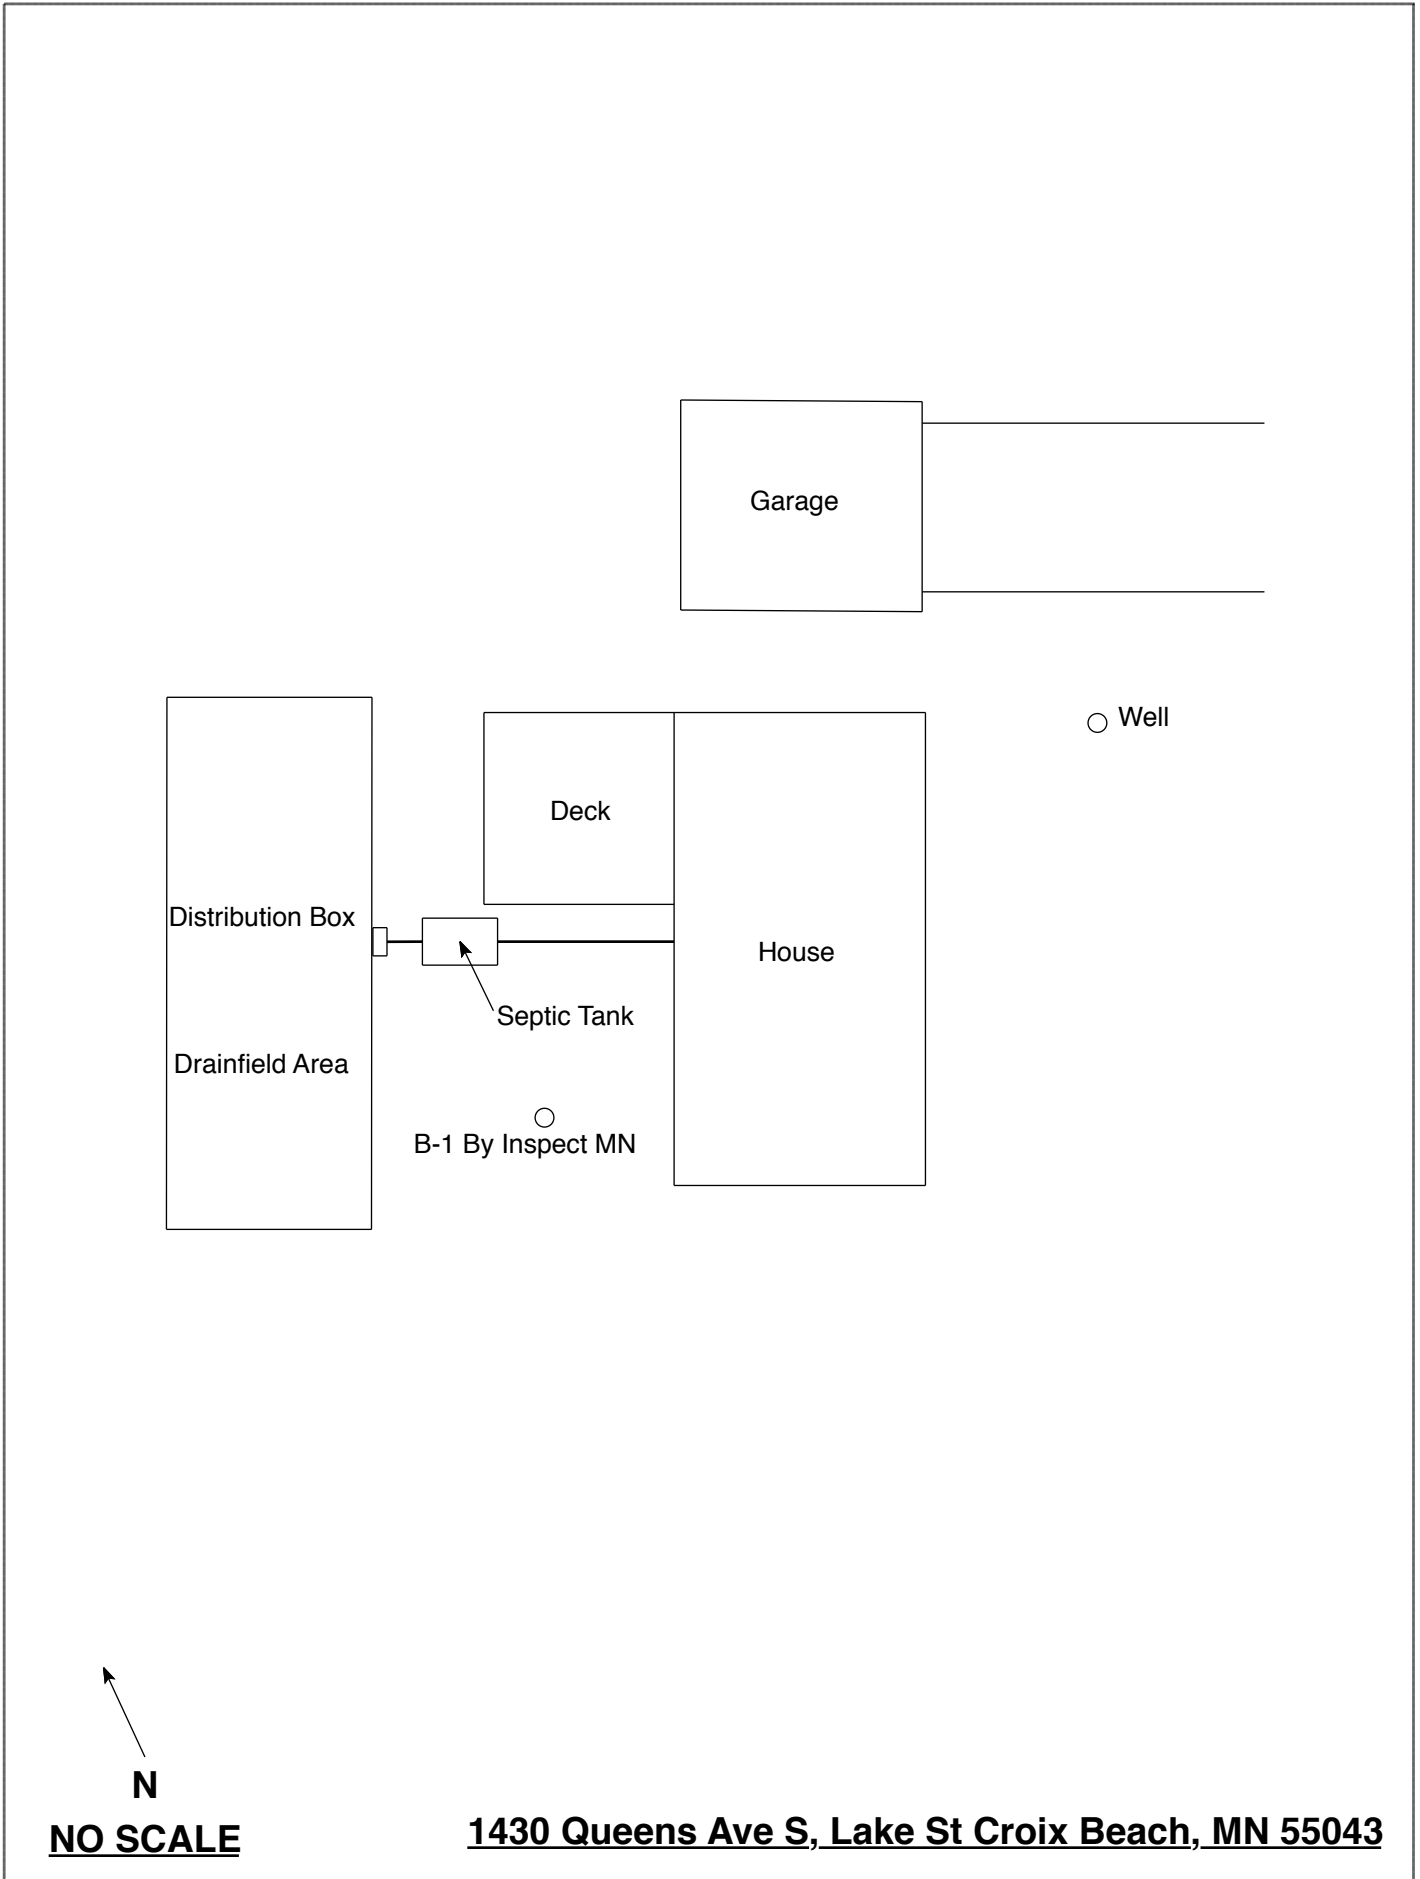 Garage
Well
Deck
Distribution Box
House
Septic Tank
Drainfield Area
B-1 By Inspect MN
N
NO SCALE
1430 Queens Ave S, Lake St Croix Beach, MN 55043